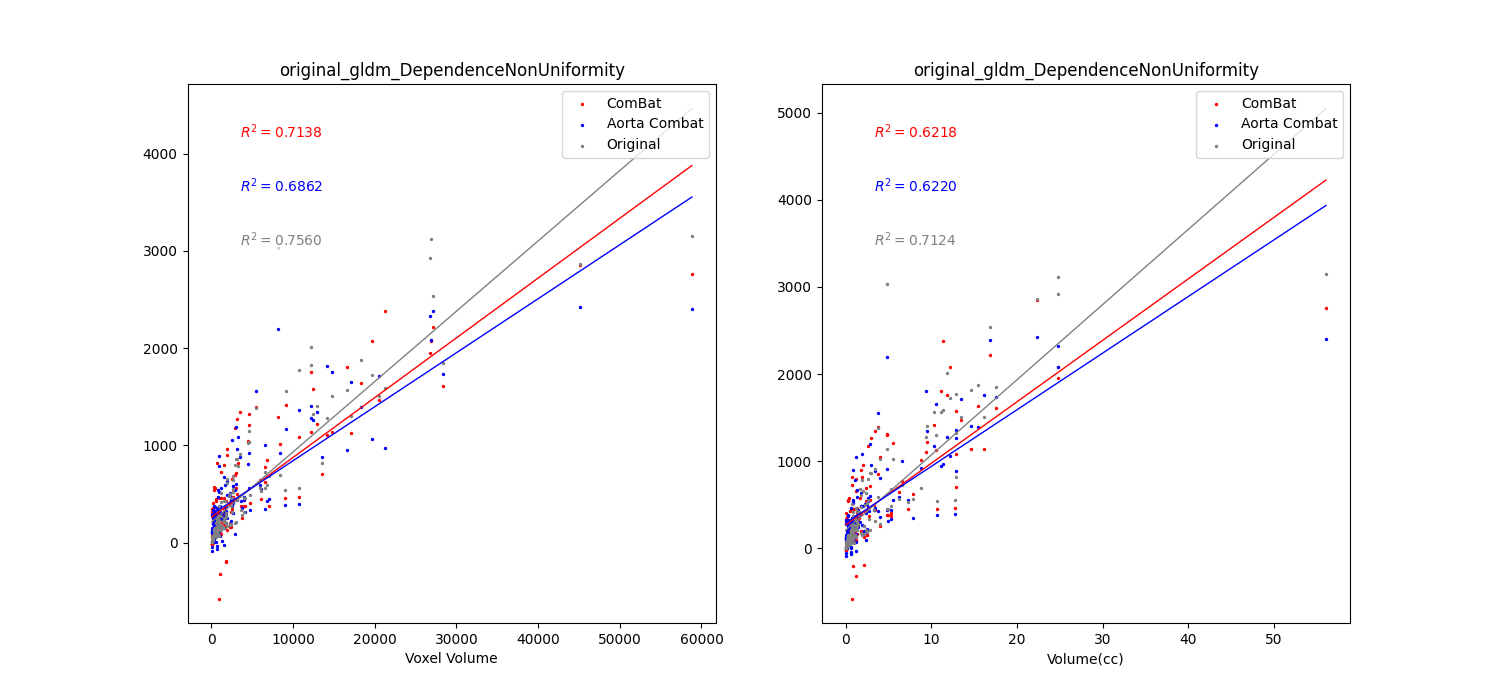 original_gldm_DependenceNonUniformity
ComBat
Aorta Combat
Original
R² = 0.7138
R² = 0.6862
R² = 0.7560
4000
3000
2000
1000
0
0 10000 20000 30000 40000 50000 60000
Voxel Volume
original_gldm_DependenceNonUniformity
ComBat
Aorta Combat
Original
R² = 0.6218
R² = 0.6220
R² = 0.7124
5000
4000
3000
2000
1000
0
0 10 20 30 40 50
Volume(cc)